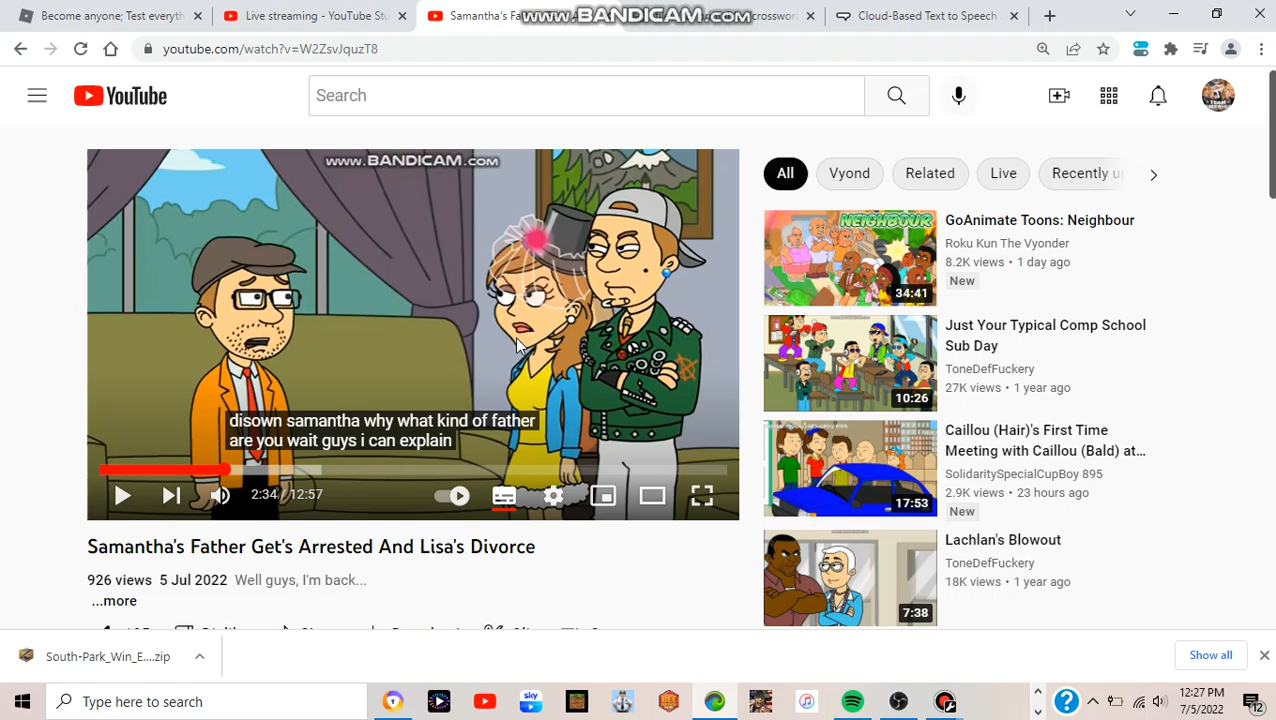 Become anyone; Test everyth
Live streaming - YouTube Stu
Samantha's F
www.BANDICAM.com
crosswor
Cloud-Based Text to Speech
youtube.com/watch?v=W2ZsvJquzT8
YouTube
Search
www.BANDICAM.com
disown samantha why what kind of father
are you wait guys i can explain
2:34 / 12:57
Samantha's Father Get's Arrested And Lisa's Divorce
926 views 5 Jul 2022 Well guys, I'm back...
...more
All Vyond Related Live Recently u
NEIGHBOUR
34:41
GoAnimate Toons: Neighbour
Roku Kun The Vyonder
8.2K views • 1 day ago
New
10:26
Just Your Typical Comp School
Sub Day
ToneDefFuckery
27K views • 1 year ago
17:53
Caillou (Hair)'s First Time
Meeting with Caillou (Bald) at...
SolidaritySpecialCupBoy 895
2.9K views • 23 hours ago
New
7:38
Lachlan's Blowout
ToneDefFuckery
18K views • 1 year ago
South-Park_Win_E....zip
Show all
Type here to search
sky
12:27 PM
7/5/2022
12